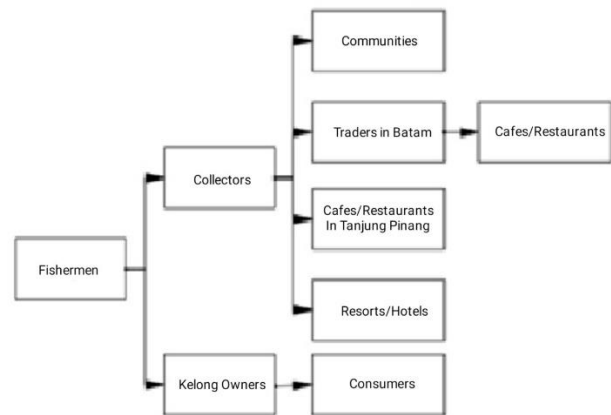 Communities
Traders in Batam
Cafes/Restaurants
Collectors
Cafes/Restaurants
In Tanjung Pinang
Fishermen
Resorts/Hotels
Kelong Owners
Consumers